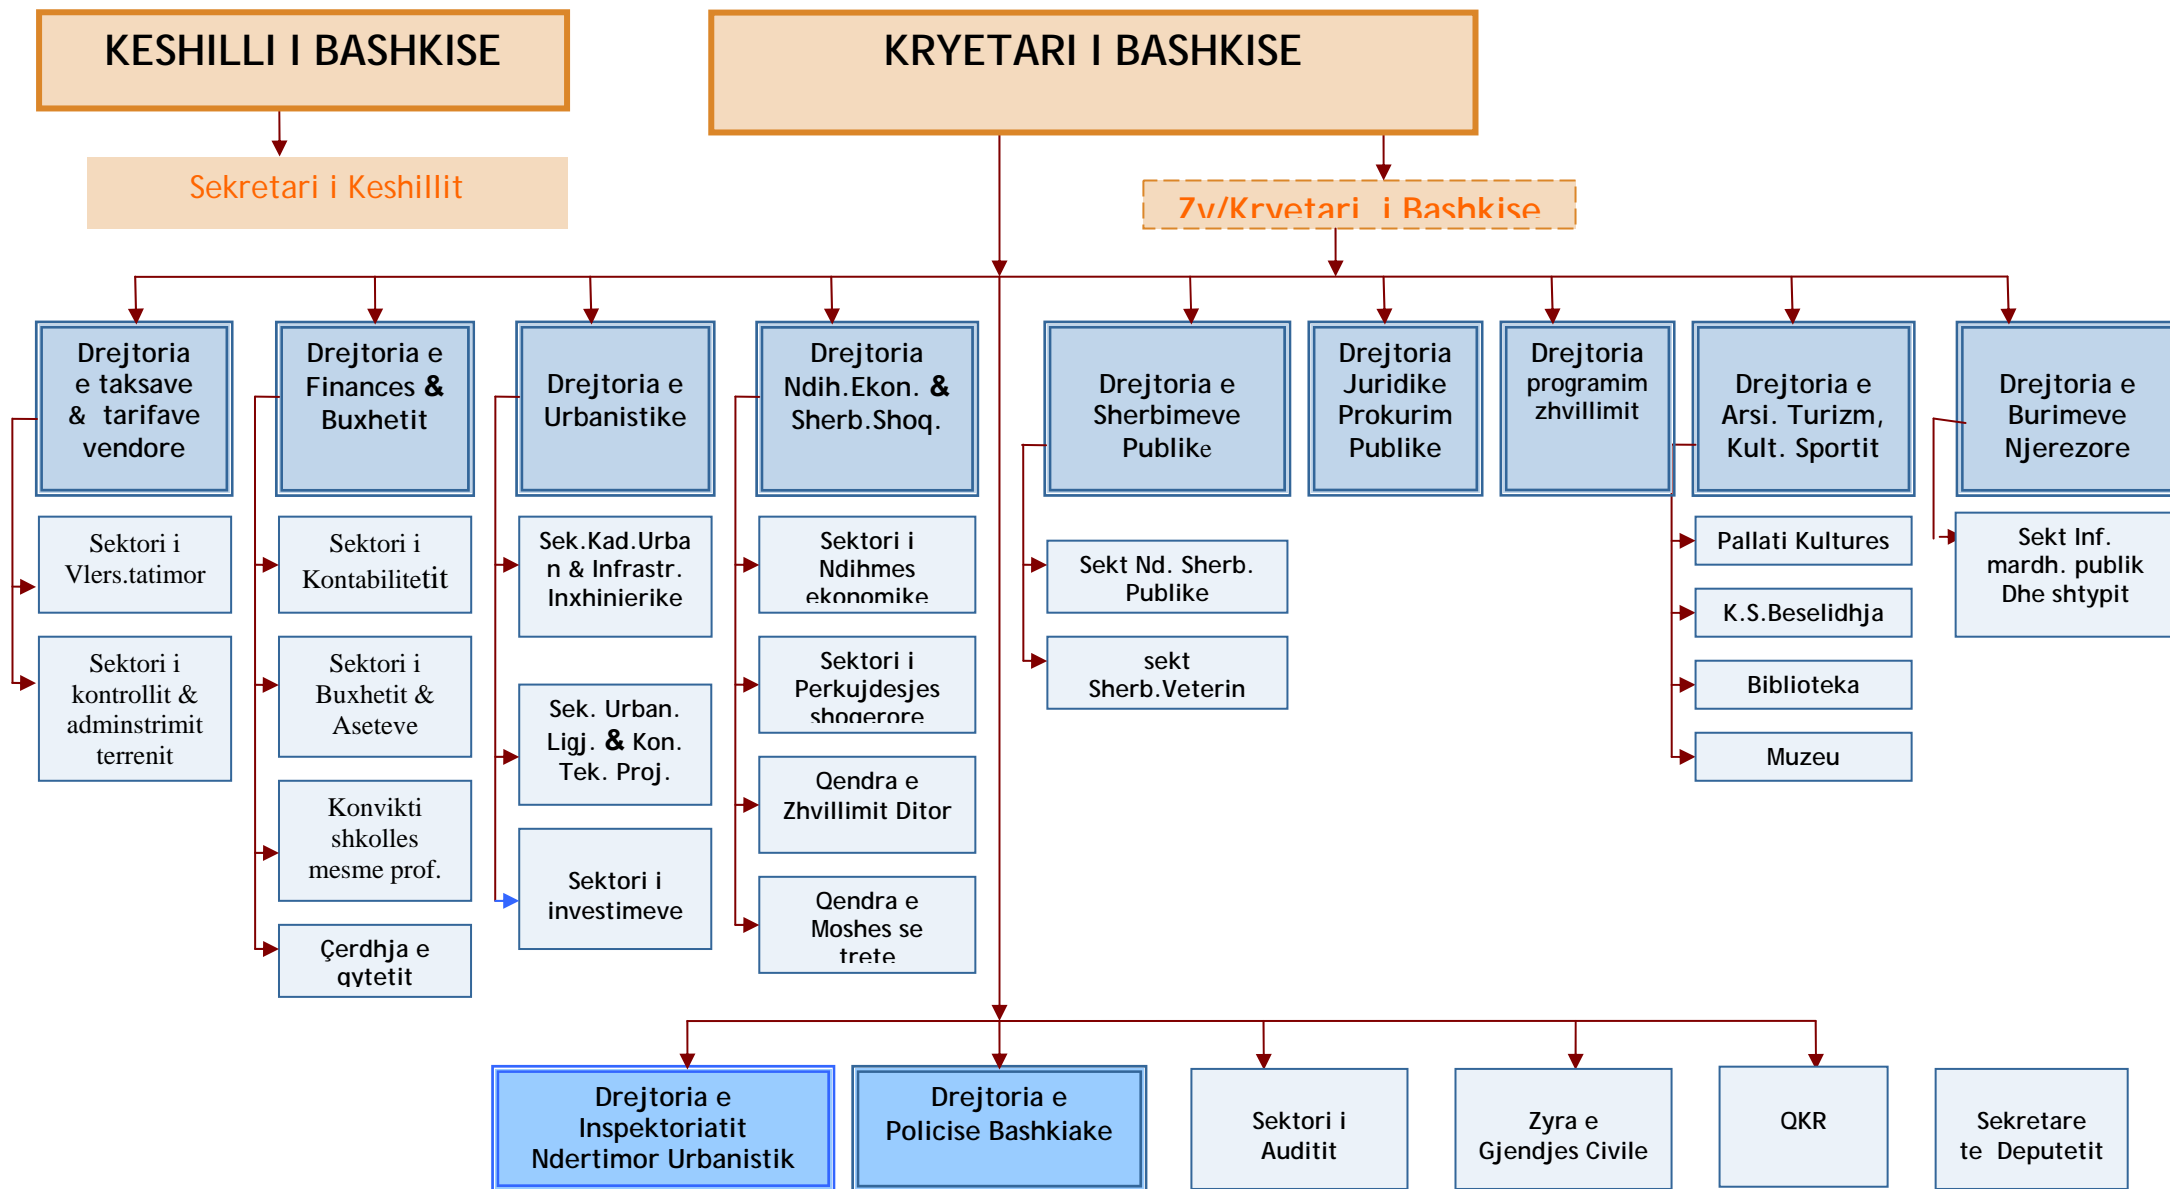 KESHILLI I BASHKISE
KRYETARI I BASHKISE
Sekretari i Keshillit
Zv/Kryetari i Bashkise
Drejtoria
e taksave
& tarifave
vendore
Drejtoria e
Finances &
Buxhetit
Drejtoria e
Urbanistike
Drejtoria
Ndih.Ekon. &
Sherb.Shoq.
Drejtoria e
Sherbimeve
Publike
Drejtoria
Juridike
Prokurim
Publike
Drejtoria
programim
zhvillimit
Drejtoria e
Arsi. Turizm,
Kult. Sportit
Drejtoria e
Burimeve
Njerezore
Sektori i
Vlers.tatimor
Sektori i
kontrollit &
adminstrimit
terrenit
Sektori i
Kontabilitetit
Sektori i
Buxhetit &
Aseteve
Konvikti
shkolles
mesme prof.
Çerdhja e
qytetit
Sek.Kad.Urba
n & Infrastr.
Inxhinierike
Sek. Urban.
Ligj. & Kon.
Tek. Proj.
Sektori i
investimeve
Sektori i
Ndihmes
ekonomike
Sektori i
Perkujdesjes
shoqerore
Qendra e
Zhvillimit Ditor
Qendra e
Moshes se
trete
Sekt Nd. Sherb.
Publike
sekt
Sherb.Veterin
Pallati Kultures
K.S.Beselidhja
Biblioteka
Muzeu
Sekt Inf.
mardh. publik
Dhe shtypit
Drejtoria e
Inspektoriatit
Ndertimor Urbanistik
Drejtoria e
Policise Bashkiake
Sektori i
Auditit
Zyra e
Gjendjes Civile
QKR
Sekretare
te Deputetit